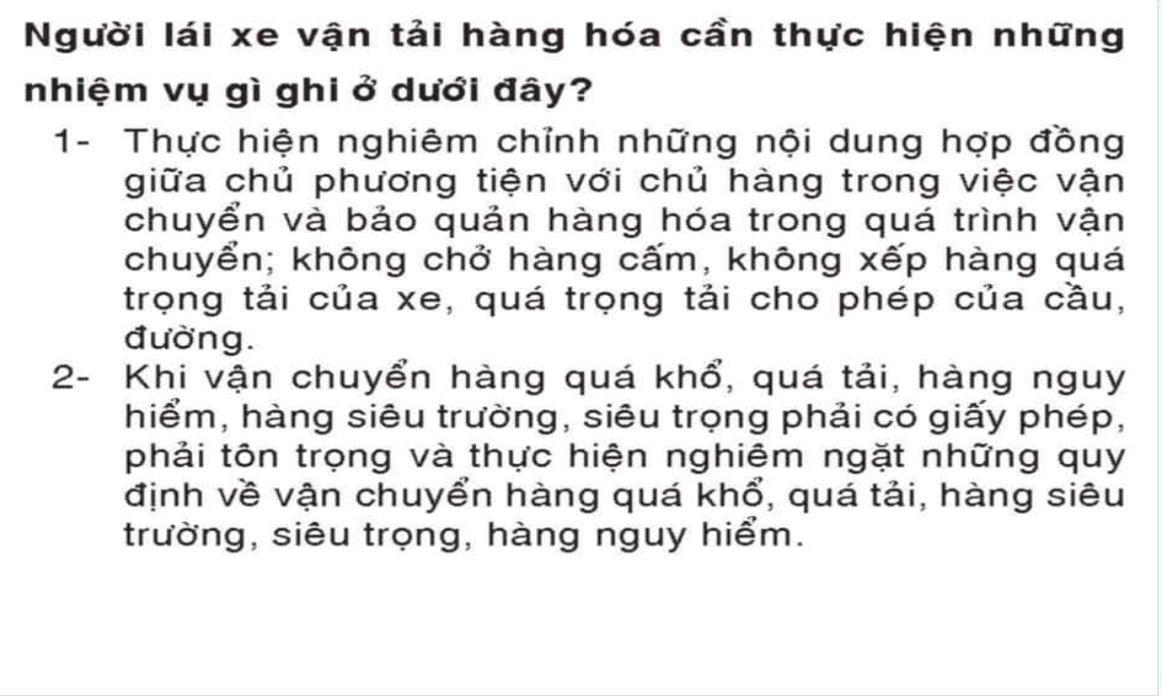 Người lái xe vận tải hàng hóa cần thực hiện những
nhiệm vụ gì ghi ở dưới đây?
1- Thực hiện nghiêm chỉnh những nội dung hợp đồng
giữa chủ phương tiện với chủ hàng trong việc vận
chuyển và bảo quản hàng hóa trong quá trình vận
chuyển; không chở hàng cấm, không xếp hàng quá
trọng tải của xe, quá trọng tải cho phép của cầu,
đường.
2- Khi vận chuyển hàng quá khổ, quá tải, hàng nguy
hiểm, hàng siêu trường, siêu trọng phải có giấy phép,
phải tôn trọng và thực hiện nghiêm ngặt những quy
định về vận chuyển hàng quá khổ, quá tải, hàng siêu
trường, siêu trọng, hàng nguy hiểm.